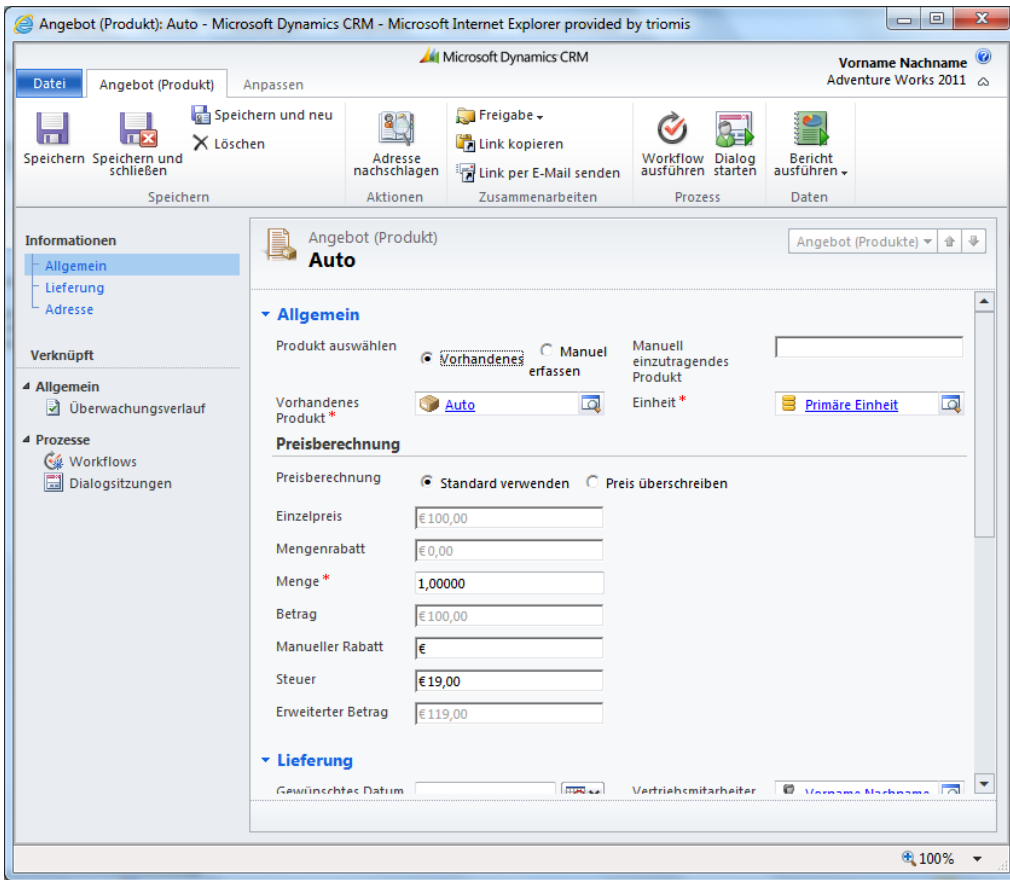 Angebot (Produkt): Auto - Microsoft Dynamics CRM - Microsoft Internet Explorer provided by triomis
Microsoft Dynamics CRM
Vorname Nachname
Adventure Works 2011
Datei
Angebot (Produkt)
Anpassen
Speichern
Speichern und schließen
Speichern und neu
Löschen
Speichern
Adresse nachschlagen
Aktionen
Freigabe
Link kopieren
Link per E-Mail senden
Zusammenarbeiten
Workflow ausführen
Dialog starten
Prozess
Bericht ausführen
Daten
Informationen
Allgemein
Lieferung
Adresse
Verknüpft
Allgemein
Überwachungsverlauf
Prozesse
Workflows
Dialogsitzungen
Angebot (Produkt)
Auto
Angebot (Produkte)
Allgemein
Produkt auswählen
Vorhandenes
Manuel erfassen
Manuell einzutragendes Produkt
Vorhandenes Produkt *
Auto
Einheit *
Primäre Einheit
Preisberechnung
Preisberechnung
Standard verwenden
Preis überschreiben
Einzelpreis
€100,00
Mengenrabatt
€0,00
Menge *
1,00000
Betrag
€100,00
Manueller Rabatt
€
Steuer
€19,00
Erweiterter Betrag
€119,00
Lieferung
Gewünschtes Datum
Vertriebsmitarbeiter
Vorname Nachname
100%